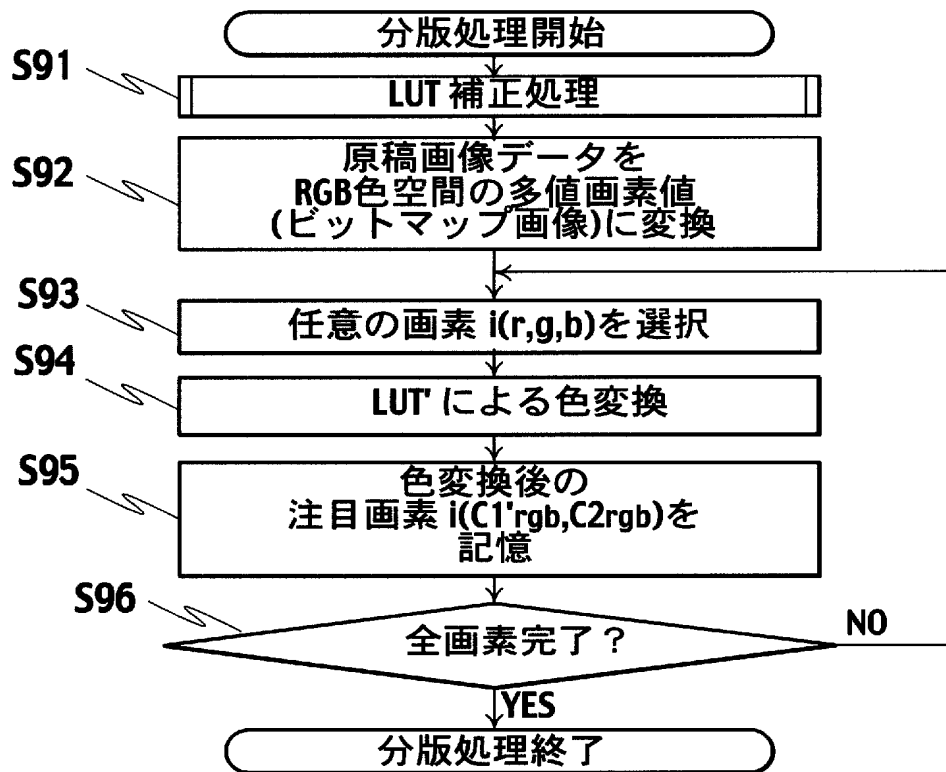 分版処理開始
S91
LUT 補正処理
S92
原稿画像データを
RGB色空間の多値画素値
(ビットマップ画像)に変換
S93
任意の画素 i(r,g,b)を選択
S94
LUT' による色変換
S95
色変換後の
注目画素 i(C1'rgb,C2rgb)を
記憶
S96
全画素完了？
NO
YES
分版処理終了